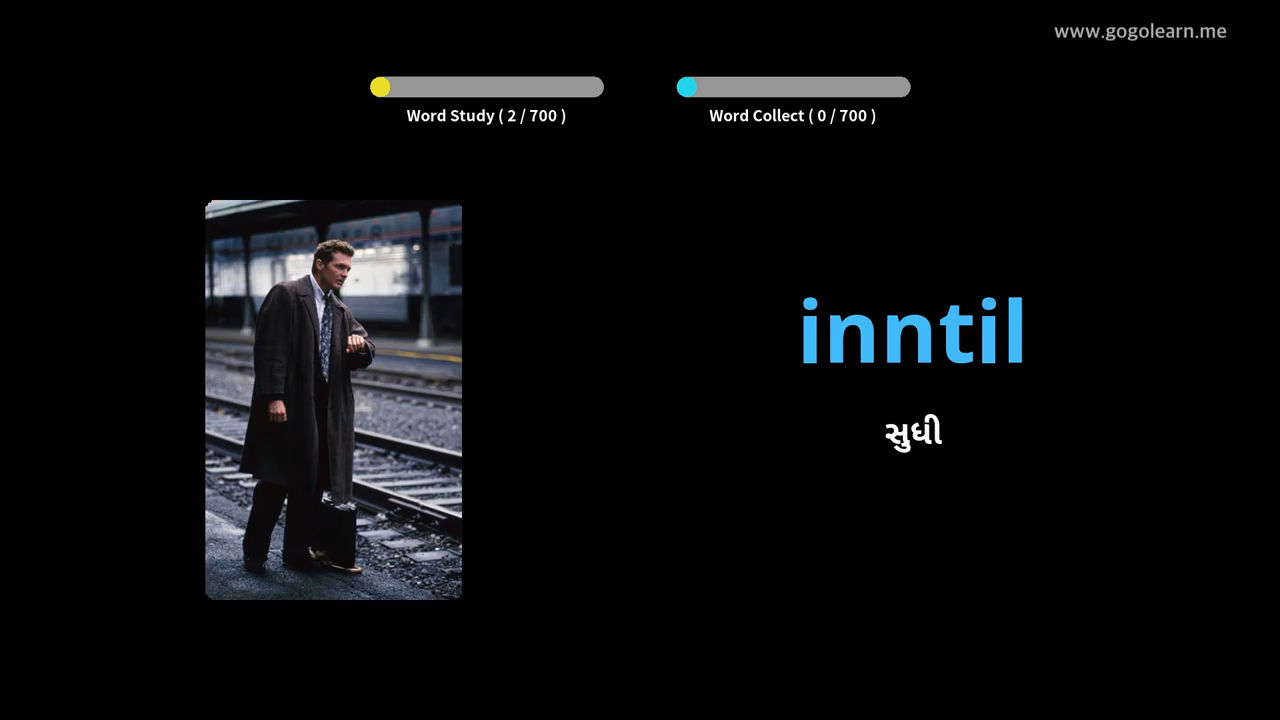 www.gogolearn.me
Word Study ( 2 / 700 )
Word Collect ( 0 / 700 )
inntil
સુધી